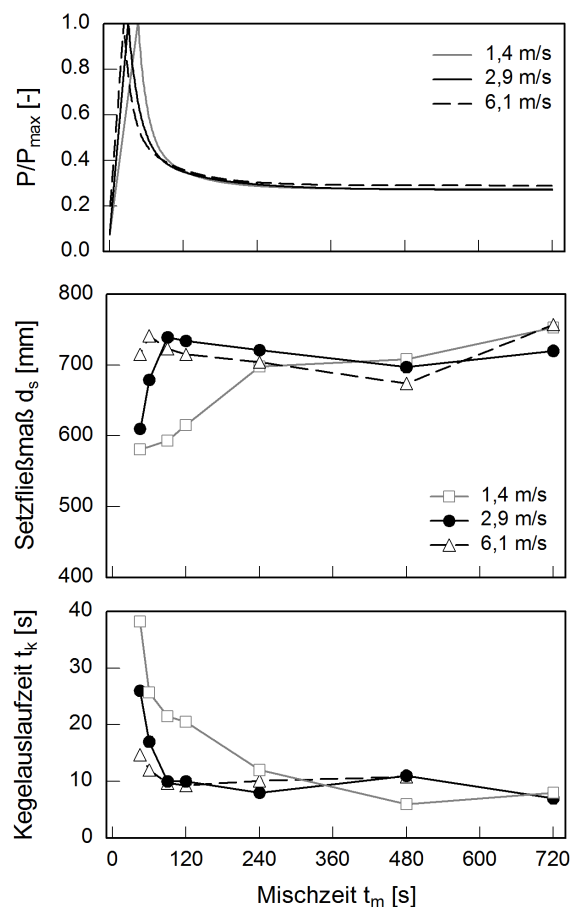 1.0
0.8
0.6
0.4
0.2
0.0
P/Pmax [-]
1,4 m/s
2,9 m/s
6,1 m/s
800
700
600
500
400
Setzfließmaß ds [mm]
1,4 m/s
2,9 m/s
6,1 m/s
40
30
20
10
0
Kegelauslaufzeit tk [s]
0 120 240 360 480 600 720
Mischzeit tm [s]